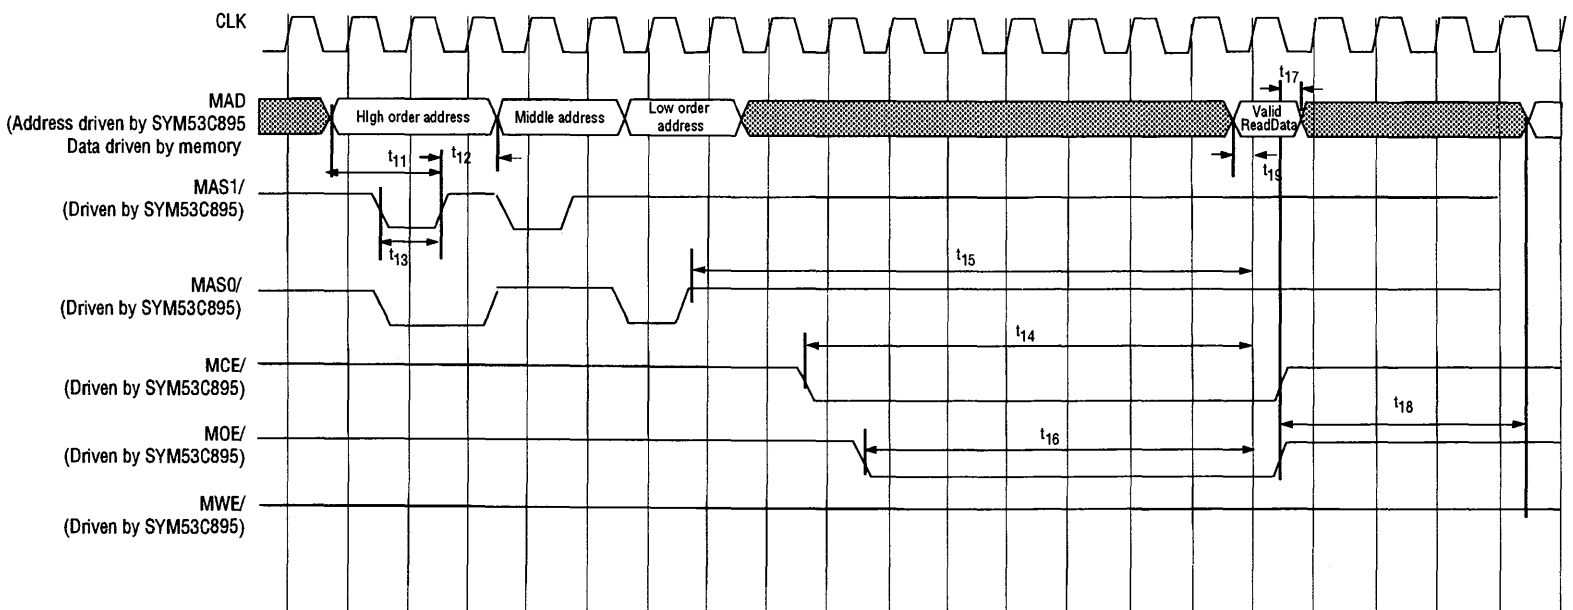 CLK
MAD
(Address driven by SYM53C895
Data driven by memory
HIgh order address
Middle address
Low order
address
Valid
ReadData
t17
t11
t12
t19
MAS1/
(Driven by SYM53C895)
t13
t15
MAS0/
(Driven by SYM53C895)
t14
MCE/
(Driven by SYM53C895)
t18
MOE/
(Driven by SYM53C895)
t16
MWE/
(Driven by SYM53C895)